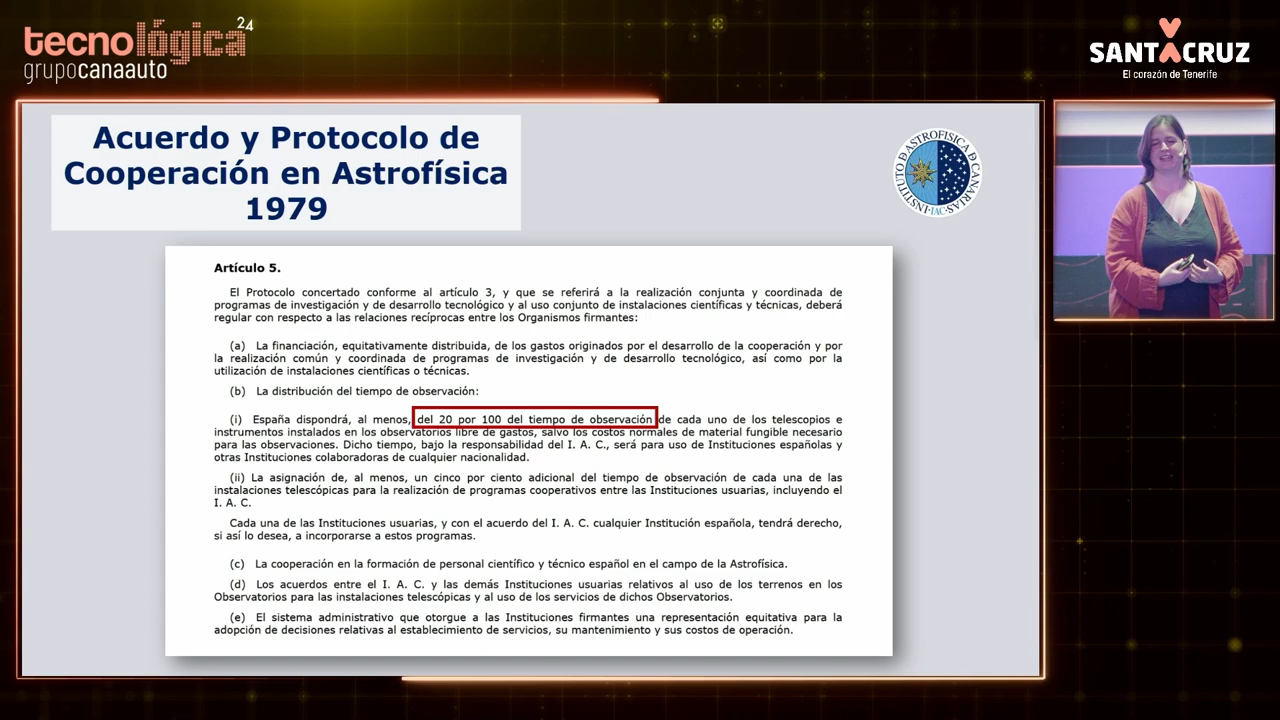 tecnológica24
grupocanaauto
SANTACRUZ
El corazón de Tenerife
Acuerdo y Protocolo de
Cooperación en Astrofísica
1979
INSTITUTO D ASTROFISICA D CANARIAS
·IAC·
Artículo 5.
El Protocolo concertado conforme al artículo 3, y que se referirá a la realización conjunta y coordinada de
programas de investigación y de desarrollo tecnológico y al uso conjunto de instalaciones científicas y técnicas, deberá
regular con respecto a las relaciones recíprocas entre los Organismos firmantes:
(a) La financiación, equitativamente distribuida, de los gastos originados por el desarrollo de la cooperación y por
la realización común y coordinada de programas de investigación y de desarrollo tecnológico, así como por la
utilización de instalaciones científicas o técnicas.
(b) La distribución del tiempo de observación:
(i) España dispondrá, al menos, del 20 por 100 del tiempo de observación de cada uno de los telescopios e
instrumentos instalados en los observatorios libre de gastos, salvo los costos normales de material fungible necesario
para las observaciones. Dicho tiempo, bajo la responsabilidad del I. A. C., será para uso de Instituciones españolas y
otras Instituciones colaboradoras de cualquier nacionalidad.
(ii) La asignación de, al menos, un cinco por ciento adicional del tiempo de observación de cada una de las
instalaciones telescópicas para la realización de programas cooperativos entre las Instituciones usuarias, incluyendo el
I. A. C.
Cada una de las Instituciones usuarias, y con el acuerdo del I. A. C. cualquier Institución española, tendrá derecho,
si así lo desea, a incorporarse a estos programas.
(c) La cooperación en la formación de personal científico y técnico español en el campo de la Astrofísica.
(d) Los acuerdos entre el I. A. C. y las demás Instituciones usuarias relativos al uso de los terrenos en los
Observatorios para las instalaciones telescópicas y al uso de los servicios de dichos Observatorios.
(e) El sistema administrativo que otorgue a las Instituciones firmantes una representación equitativa para la
adopción de decisiones relativas al establecimiento de servicios, su mantenimiento y sus costos de operación.